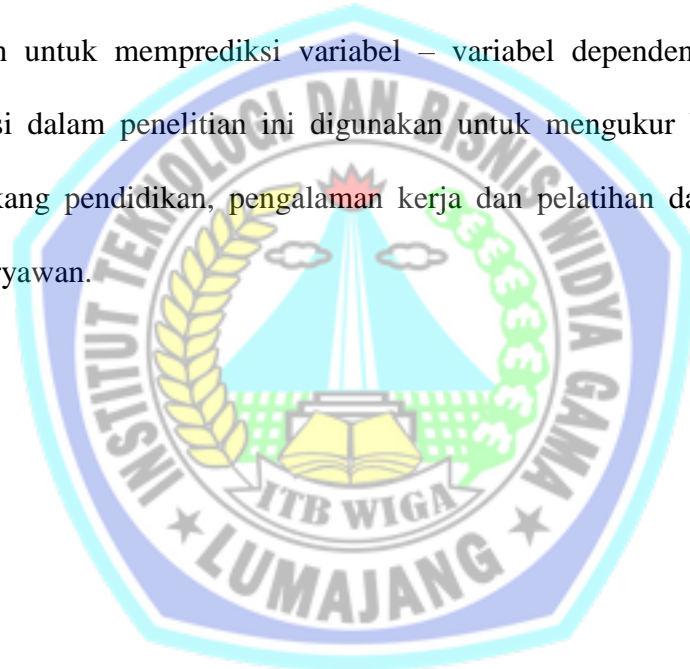 n untuk memprediksi variabel – variabel dependen
si dalam penelitian ini digunakan untuk mengukur
kang pendidikan, pengalaman kerja dan pelatihan da
ryawan.
INSTITUT TEKNOLOGI DAN BISNIS WIDYA GAMA
ITB WIGA
LUMAJANG